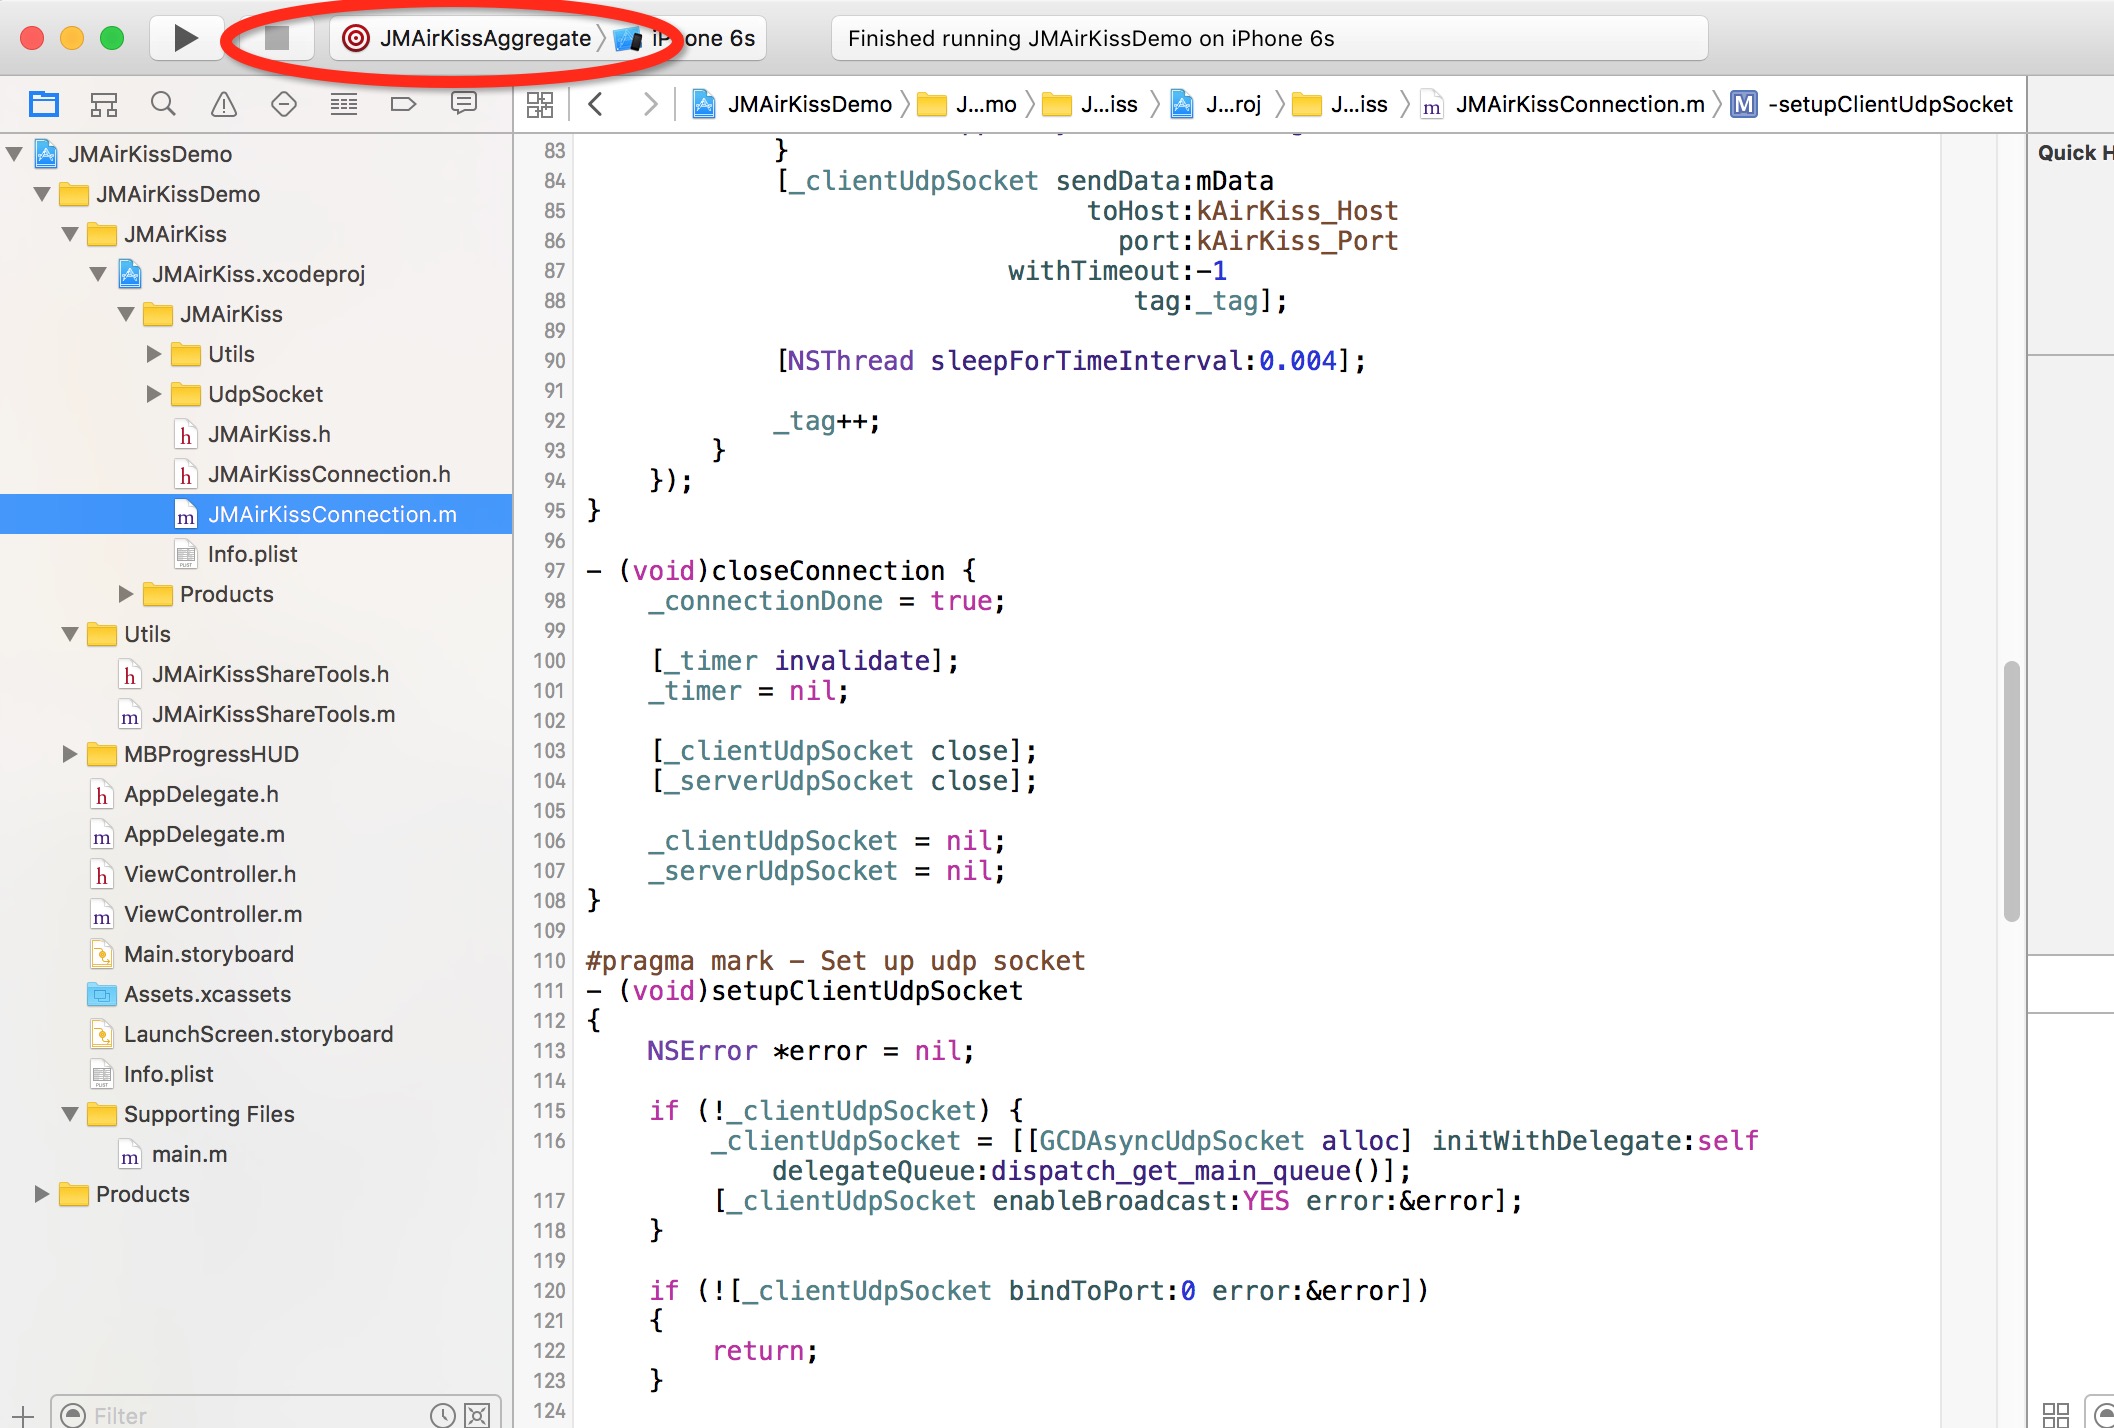 JMAirKissAggregate iPhone 6s
Finished running JMAirKissDemo on iPhone 6s
JMAirKissDemo J...mo J...iss J...roj J...iss m JMAirKissConnection.m M -setupClientUdpSocket
Quick H
JMAirKissDemo
JMAirKissDemo
JMAirKiss
JMAirKiss.xcodeproj
JMAirKiss
Utils
UdpSocket
h JMAirKiss.h
h JMAirKissConnection.h
m JMAirKissConnection.m
Info.plist
Products
Utils
h JMAirKissShareTools.h
m JMAirKissShareTools.m
MBProgressHUD
h AppDelegate.h
m AppDelegate.m
h ViewController.h
m ViewController.m
Main.storyboard
Assets.xcassets
LaunchScreen.storyboard
Info.plist
Supporting Files
m main.m
Products
Filter
83 }
84 [_clientUdpSocket sendData:mData
85 toHost:kAirKiss_Host
86 port:kAirKiss_Port
87 withTimeout:-1
88 tag:_tag];
89
90 [NSThread sleepForTimeInterval:0.004];
91
92 _tag++;
93 }
94 });
95 }
96
97 - (void)closeConnection {
98 _connectionDone = true;
99
100 [_timer invalidate];
101 _timer = nil;
102
103 [_clientUdpSocket close];
104 [_serverUdpSocket close];
105
106 _clientUdpSocket = nil;
107 _serverUdpSocket = nil;
108 }
109
110 #pragma mark - Set up udp socket
111 - (void)setupClientUdpSocket
112 {
113 NSError *error = nil;
114
115 if (!_clientUdpSocket) {
116 _clientUdpSocket = [[GCDAsyncUdpSocket alloc] initWithDelegate:self
delegateQueue:dispatch_get_main_queue()];
117 [_clientUdpSocket enableBroadcast:YES error:&error];
118 }
119
120 if (![_clientUdpSocket bindToPort:0 error:&error])
121 {
122 return;
123 }
124